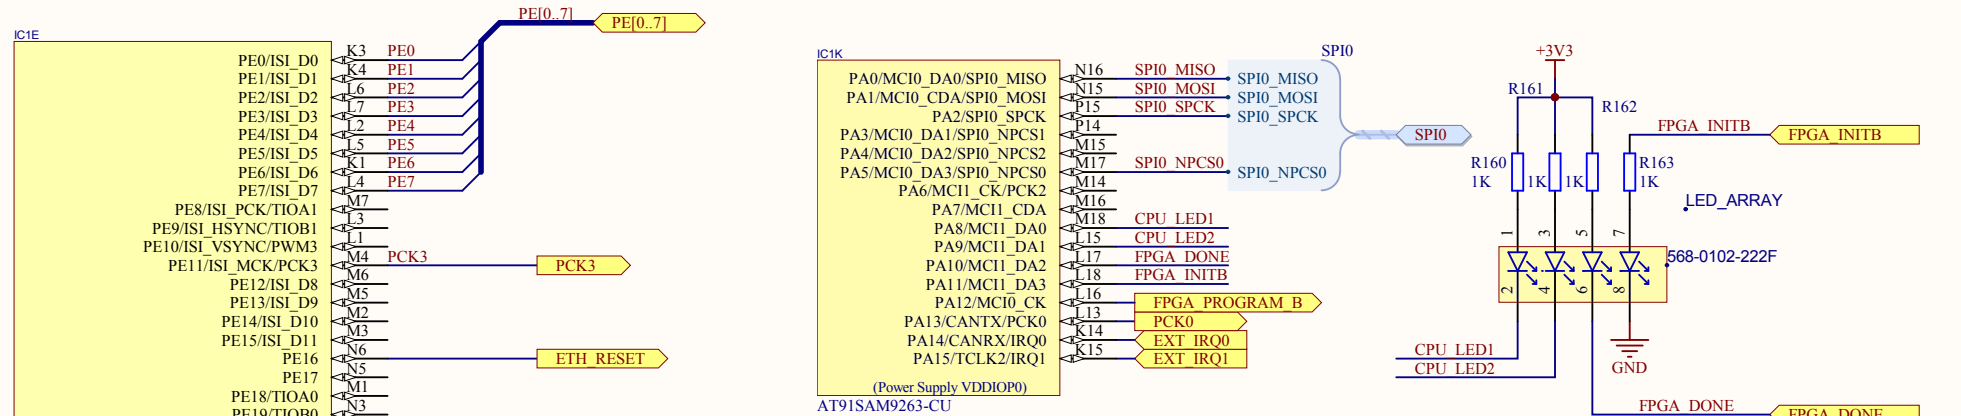 IC1E
PE[0..7]
PE[0..7]
PE0/ISI_D0 K3 PE0
PE1/ISI_D1 K4 PE1
PE2/ISI_D2 L6 PE2
PE3/ISI_D3 L7 PE3
PE4/ISI_D4 L2 PE4
PE5/ISI_D5 L5 PE5
PE6/ISI_D6 K1 PE6
PE7/ISI_D7 L4 PE7
PE8/ISI_PCK/TIOA1 M7
PE9/ISI_HSYNC/TIOB1 L3
PE10/ISI_VSYNC/PWM3 L1
PE11/ISI_MCK/PCK3 M4 PCK3 PCK3
PE12/ISI_D8 M6
PE13/ISI_D9 M5
PE14/ISI_D10 M2
PE15/ISI_D11 M3
PE16 N6 ETH_RESET
PE17 N5
PE18/TIOA0 M1
PE19/TIOB0 N3
IC1K
PA0/MCI0_DA0/SPI0_MISO N16 SPI0_MISO SPI0_MISO
PA1/MCI0_CDA/SPI0_MOSI N15 SPI0_MOSI SPI0_MOSI
PA2/SPI0_SPCK P15 SPI0_SPCK SPI0_SPCK
PA3/MCI0_DA1/SPI0_NPCS1 P14
PA4/MCI0_DA2/SPI0_NPCS2 M15
PA5/MCI0_DA3/SPI0_NPCS0 M17 SPI0_NPCS0 SPI0_NPCS0
PA6/MCI1_CK/PCK2 M14
PA7/MCI1_CDA M16
PA8/MCI1_DA0 M18 CPU_LED1
PA9/MCI1_DA1 L15 CPU_LED2
PA10/MCI1_DA2 L17 FPGA_DONE
PA11/MCI1_DA3 L18 FPGA_INITB
PA12/MCI0_CK L16 FPGA_PROGRAM_B
PA13/CANTX/PCK0 L13 PCK0
PA14/CANRX/IRQ0 K14 EXT_IRQ0
PA15/TCLK2/IRQ1 K15 EXT_IRQ1
(Power Supply VDDIOP0)
AT91SAM9263-CU
SPI0
SPI0
+3V3
R161
R162
FPGA_INITB FPGA_INITB
R160 R163
1K 1K 1K
LED_ARRAY
1 3 5 7
568-0102-222F
2 4 6 8
CPU_LED1
CPU_LED2
GND
FPGA_DONE FPGA_DONE